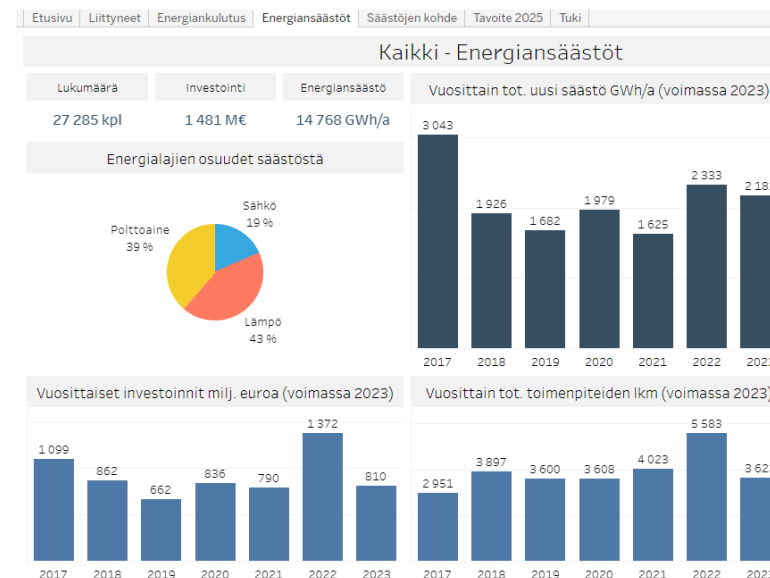 Etusivu Liittyneet Energiankulutus Energiansäästöt Säästöjen kohde Tavoite 2025 Tuki
Kaikki - Energiansäästöt
Lukumäärä Investointi Energiansäästö
27 285 kpl 1 481 M€ 14 768 GWh/a
Energialajien osuudet säästöstä
Sähkö
19 %
Polttoaine
39 %
Lämpö
43 %
Vuosittain tot. uusi säästö GWh/a (voimassa 2023)
3 043
1 926
1 682
1 979
1 625
2 333
2017 2018 2019 2020 2021 2022
Vuosittaiset investoinnit milj. euroa (voimassa 2023)
1 099
862
662
836
790
1 372
810
2017 2018 2019 2020 2021 2022 2023
Vuosittain tot. toimenpiteiden lkm (voimassa 2023)
2 951
3 897
3 600
3 608
4 023
5 583
2017 2018 2019 2020 2021 2022